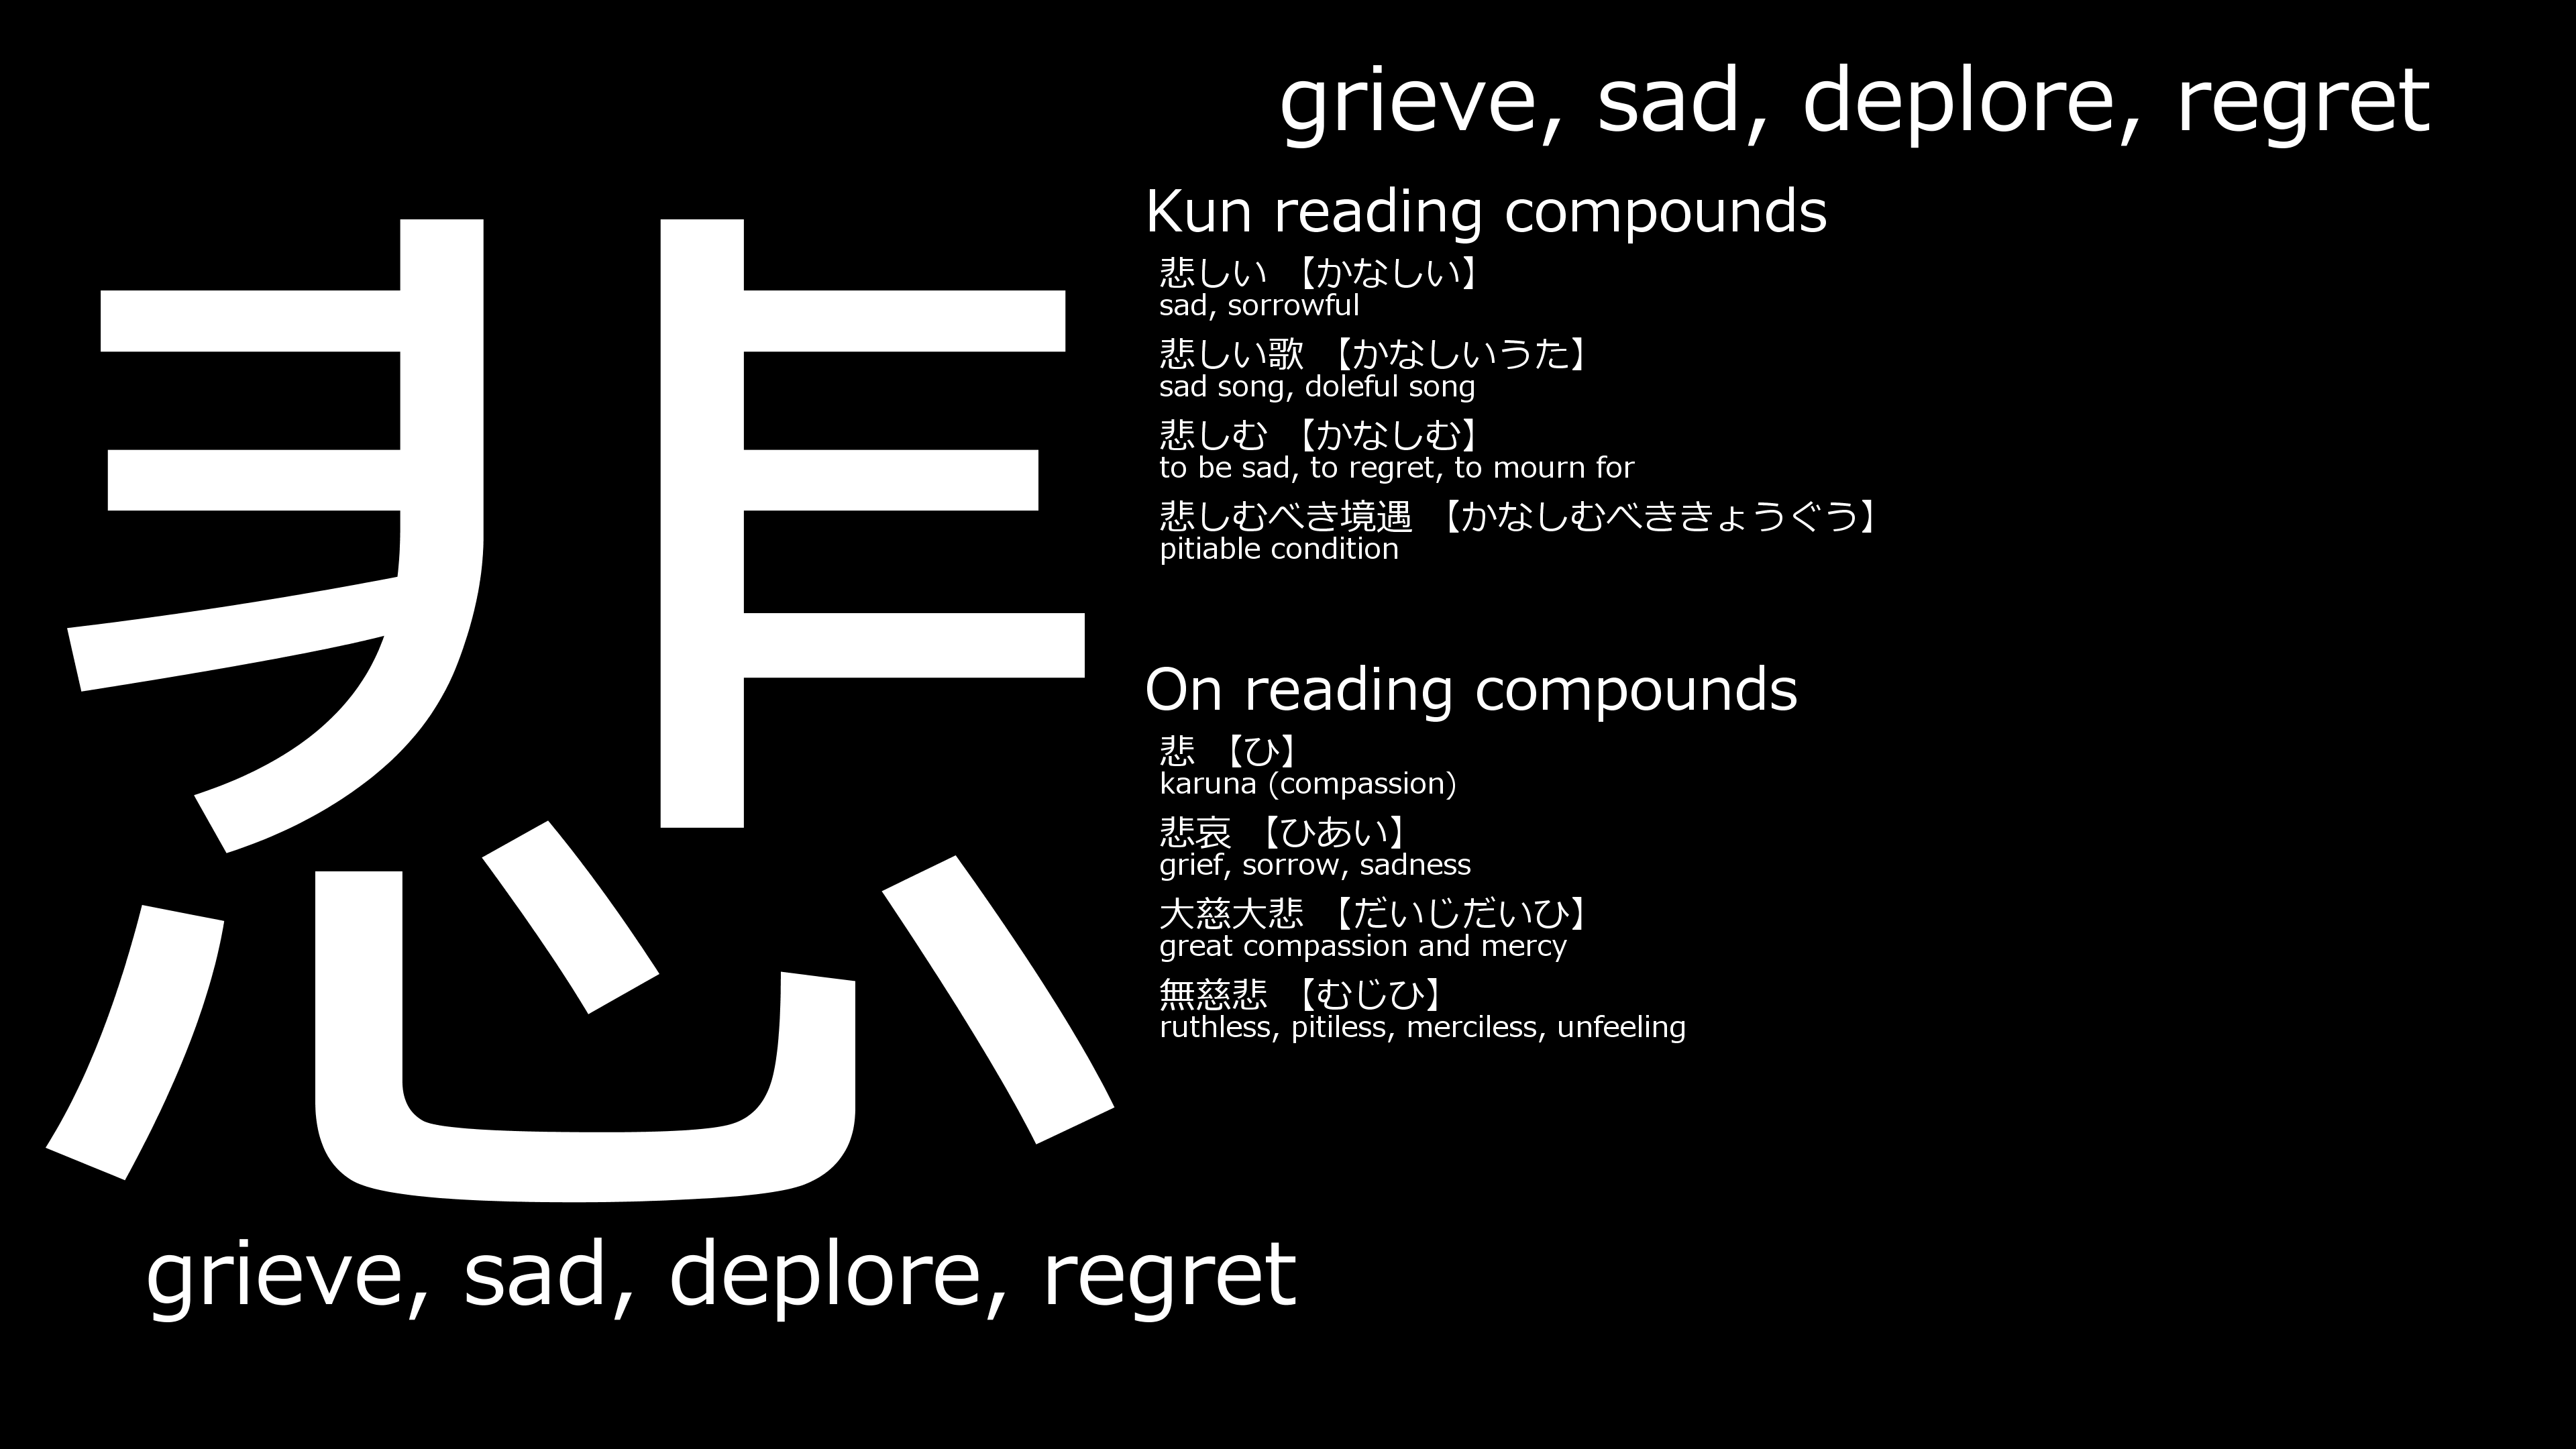 grieve, sad, deplore, regret
悲
Kun reading compounds
悲しい 【かなしい】
sad, sorrowful
悲しい歌 【かなしいうた】
sad song, doleful song
悲しむ 【かなしむ】
to be sad, to regret, to mourn for
悲しむべき境遇 【かなしむべききょうぐう】
pitiable condition
On reading compounds
悲 【ひ】
karuna (compassion)
悲哀 【ひあい】
grief, sorrow, sadness
大慈大悲 【だいじだいひ】
great compassion and mercy
無慈悲 【むじひ】
ruthless, pitiless, merciless, unfeeling
grieve, sad, deplore, regret